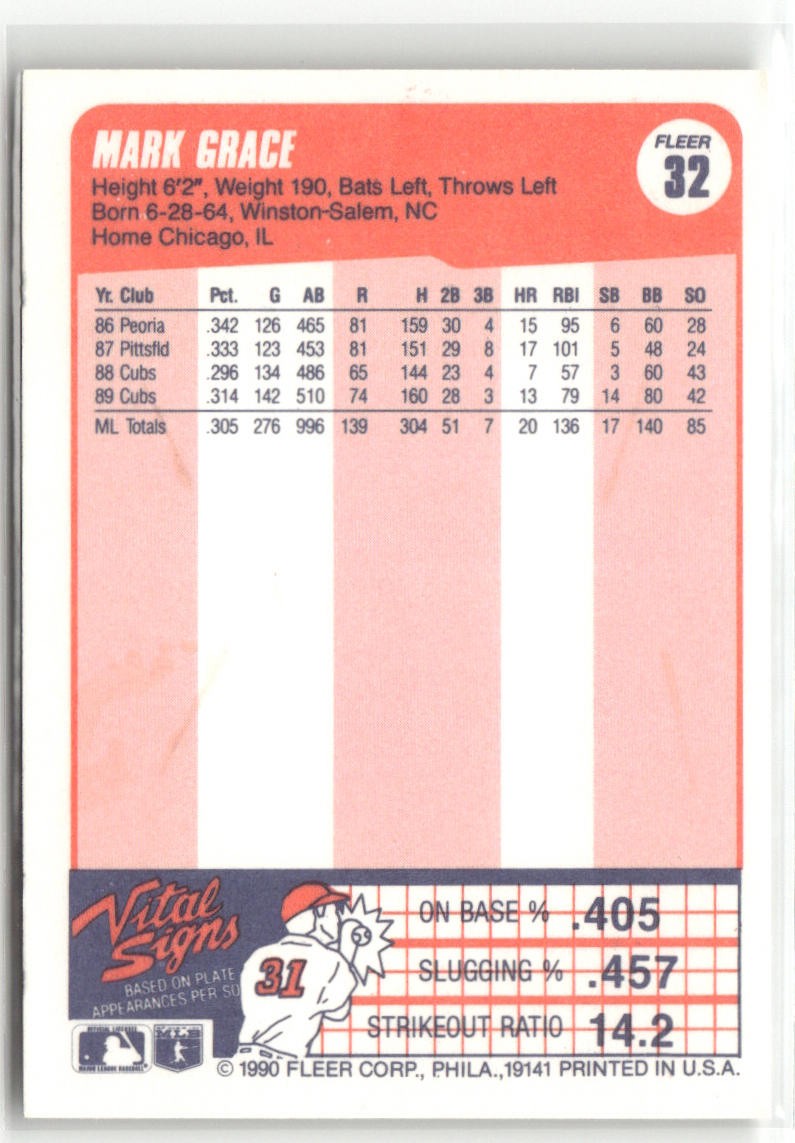 MARK GRACE
FLEER
32
Height 6'2", Weight 190, Bats Left, Throws Left
Born 6-28-64, Winston-Salem, NC
Home Chicago, IL
Yr. Club Pct. G AB R H 2B 3B HR RBI SB BB SO
86 Peoria .342 126 465 81 159 30 4 15 95 6 60 28
87 Pittsfld .333 123 453 81 151 29 8 17 101 5 48 24
88 Cubs .296 134 486 65 144 23 4 7 57 3 60 43
89 Cubs .314 142 510 74 160 28 3 13 79 14 80 42
ML Totals .305 276 996 139 304 51 7 20 136 17 140 85
Vital
Signs
BASED ON PLATE
APPEARANCES PER SO
31
ON BASE % .405
SLUGGING % .457
STRIKEOUT RATIO 14.2
OFFICIAL LICENSEE
MAJOR LEAGUE BASEBALL
© 1990 FLEER CORP., PHILA.,19141 PRINTED IN U.S.A.